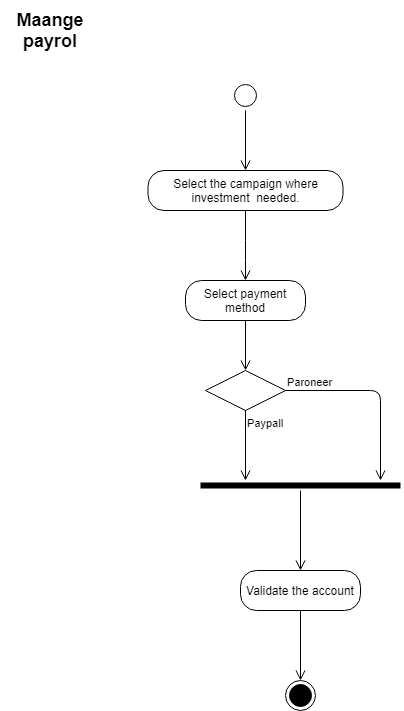 Maange
payrol
Select the campaign where
investment needed.
Select payment
method
Paroneer
Paypall
Validate the account